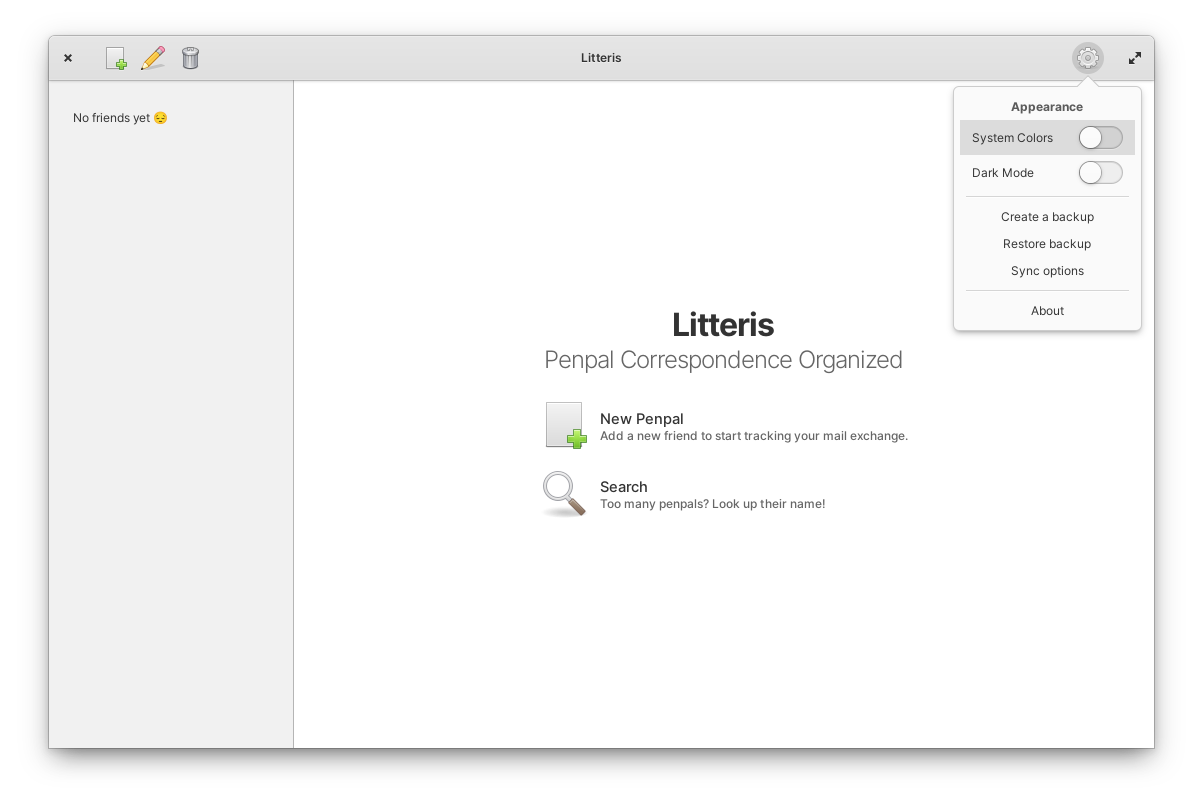 Litteris
No friends yet 😔
Appearance
System Colors
Dark Mode
Create a backup
Restore backup
Sync options
About
Litteris
Penpal Correspondence Organized
New Penpal
Add a new friend to start tracking your mail exchange.
Search
Too many penpals? Look up their name!